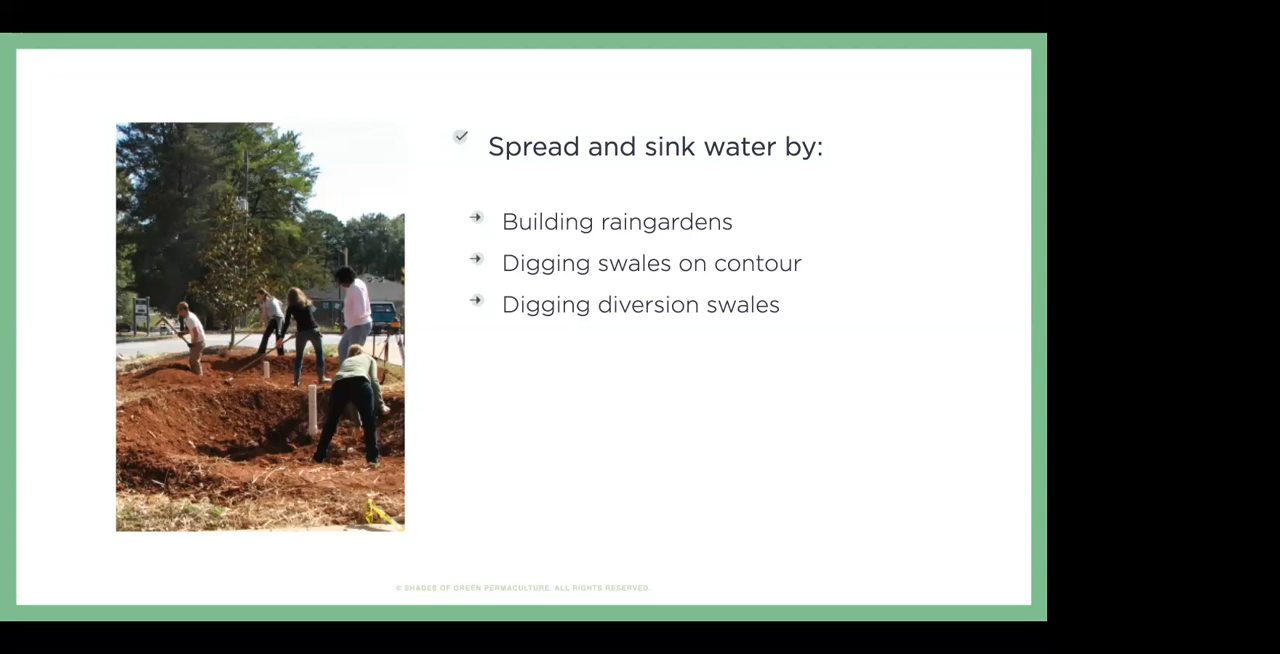 Spread and sink water by:
Building raingardens
Digging swales on contour
Digging diversion swales
© SHADES OF GREEN PERMACULTURE. ALL RIGHTS RESERVED.